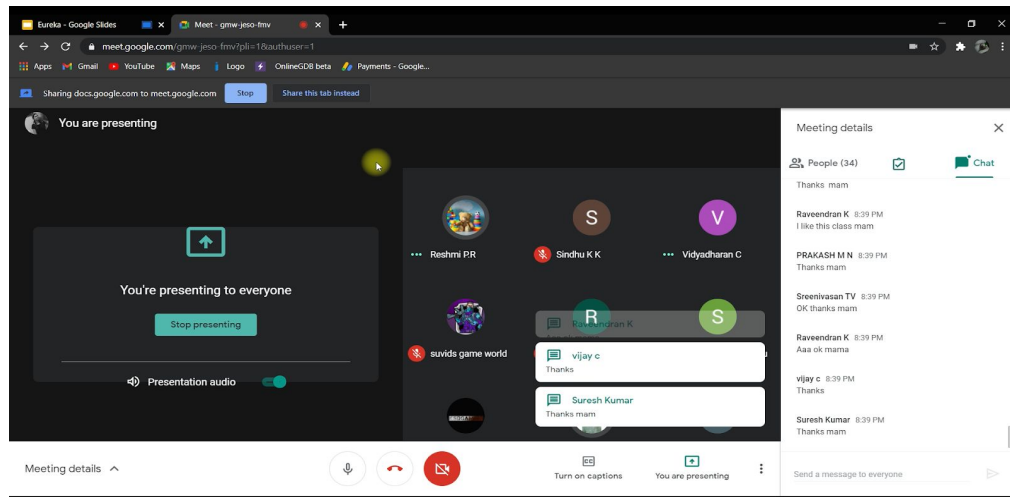 Eureka - Google Slides
Meet - gmw-jeso-fmv
meet.google.com/gmw-jeso-fmv?pli=1&authuser=1
Apps Gmail YouTube Maps Logo OnlineGDB beta Payments - Google...
Sharing docs.google.com to meet.google.com Stop Share this tab instead
You are presenting
You're presenting to everyone
Stop presenting
Presentation audio
Reshmi P.R
S
Sindhu K K
V
Vidyadharan C
suvids game world
R
S
Raveendran K
vijay c
Thanks
Suresh Kumar
Thanks mam
Meeting details
People (34)
Chat
Thanks mam
Raveendran K 8:39 PM
I like this class mam
PRAKASH M N 8:39 PM
Thanks mam
Sreenivasan TV 8:39 PM
OK thanks mam
Raveendran K 8:39 PM
Aaa ok mama
vijay c 8:39 PM
Thanks
Suresh Kumar 8:39 PM
Thanks mam
Send a message to everyone
Meeting details
CC
Turn on captions
You are presenting